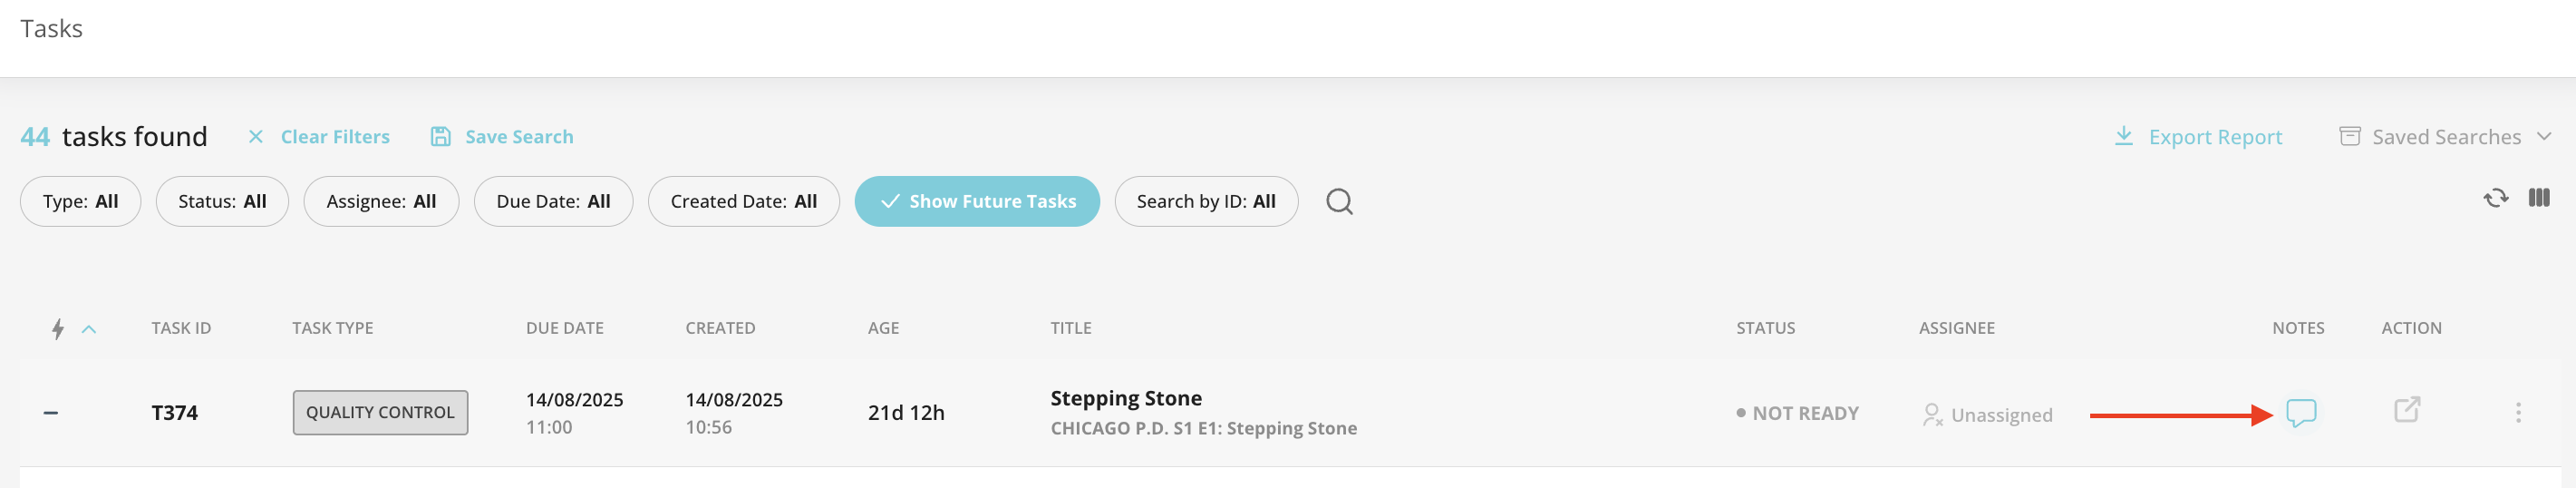 Tasks
44 tasks found Clear Filters Save Search Export Report Saved Searches
Type: All Status: All Assignee: All Due Date: All Created Date: All Show Future Tasks Search by ID: All
TASK ID TASK TYPE DUE DATE CREATED AGE TITLE STATUS ASSIGNEE NOTES ACTION
T374 QUALITY CONTROL 14/08/2025 14/08/2025 21d 12h Stepping Stone NOT READY Unassigned
11:00 10:56 CHICAGO P.D. S1 E1: Stepping Stone